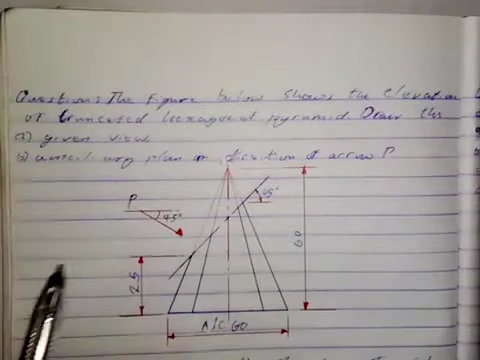 Question: The Figure below shows the elevation
of truncated hexagonal Pyramid Draw the
(a) given view
(b) auxiliary plan in direction of arrow P
P
45°
45°
60
25
A/C 60